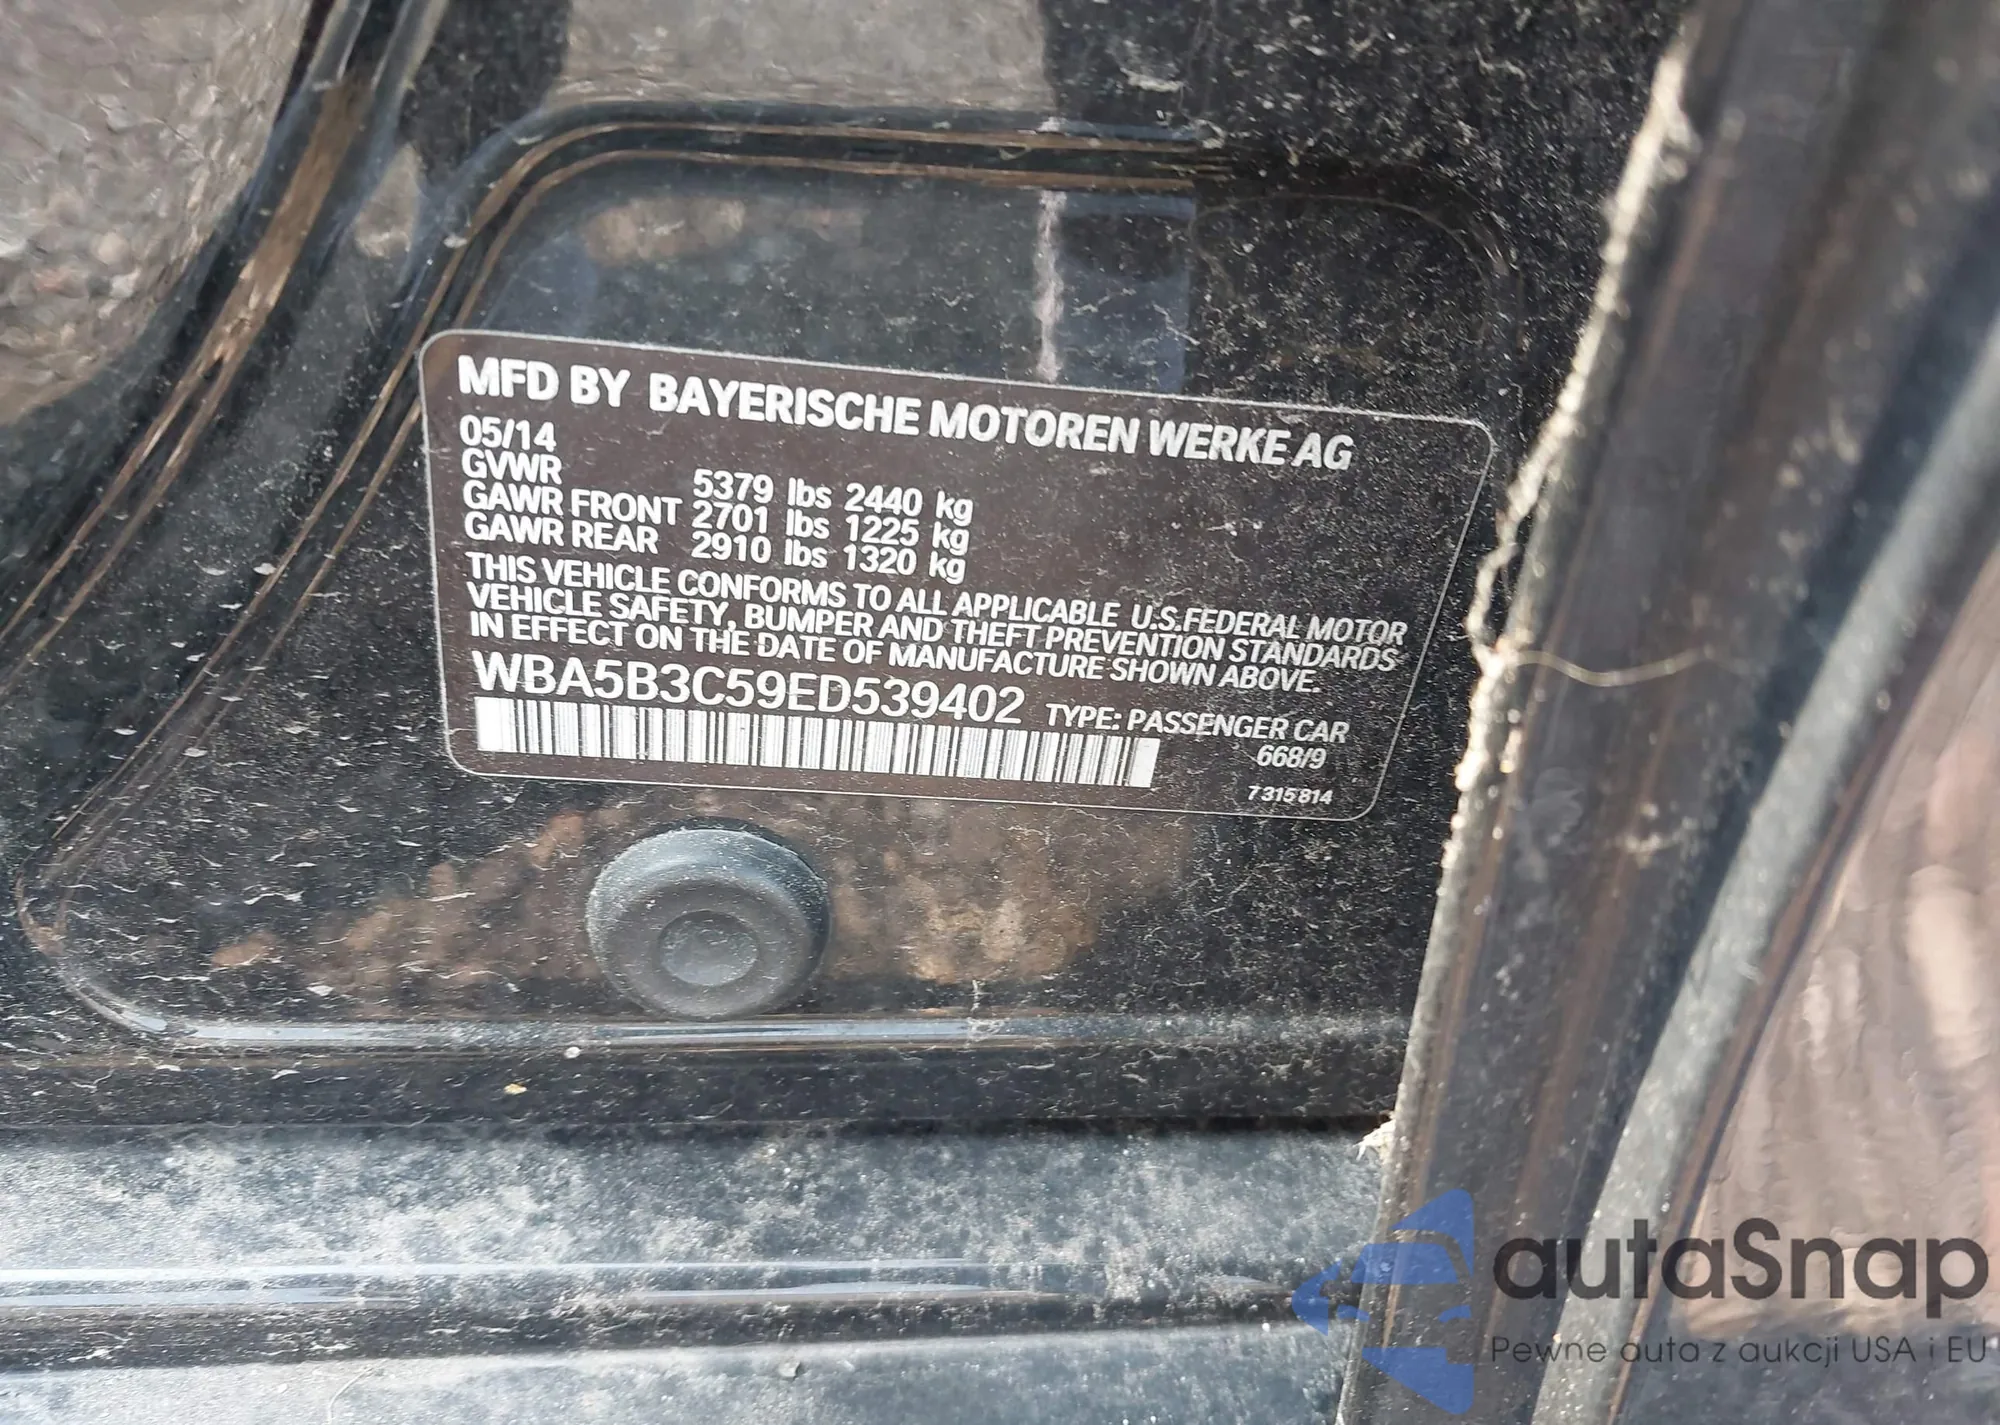 MFD BY BAYERISCHE MOTOREN WERKE AG
05/14
GVWR 5379 lbs 2440 kg
GAWR FRONT 2701 lbs 1225 kg
GAWR REAR 2910 lbs 1320 kg
THIS VEHICLE CONFORMS TO ALL APPLICABLE U.S.FEDERAL MOTOR
VEHICLE SAFETY, BUMPER AND THEFT PREVENTION STANDARDS
IN EFFECT ON THE DATE OF MANUFACTURE SHOWN ABOVE.
WBA5B3C59ED539402 TYPE: PASSENGER CAR
668/9
7 315 814
autaSnap
Pewne auta z aukcji USA i EU